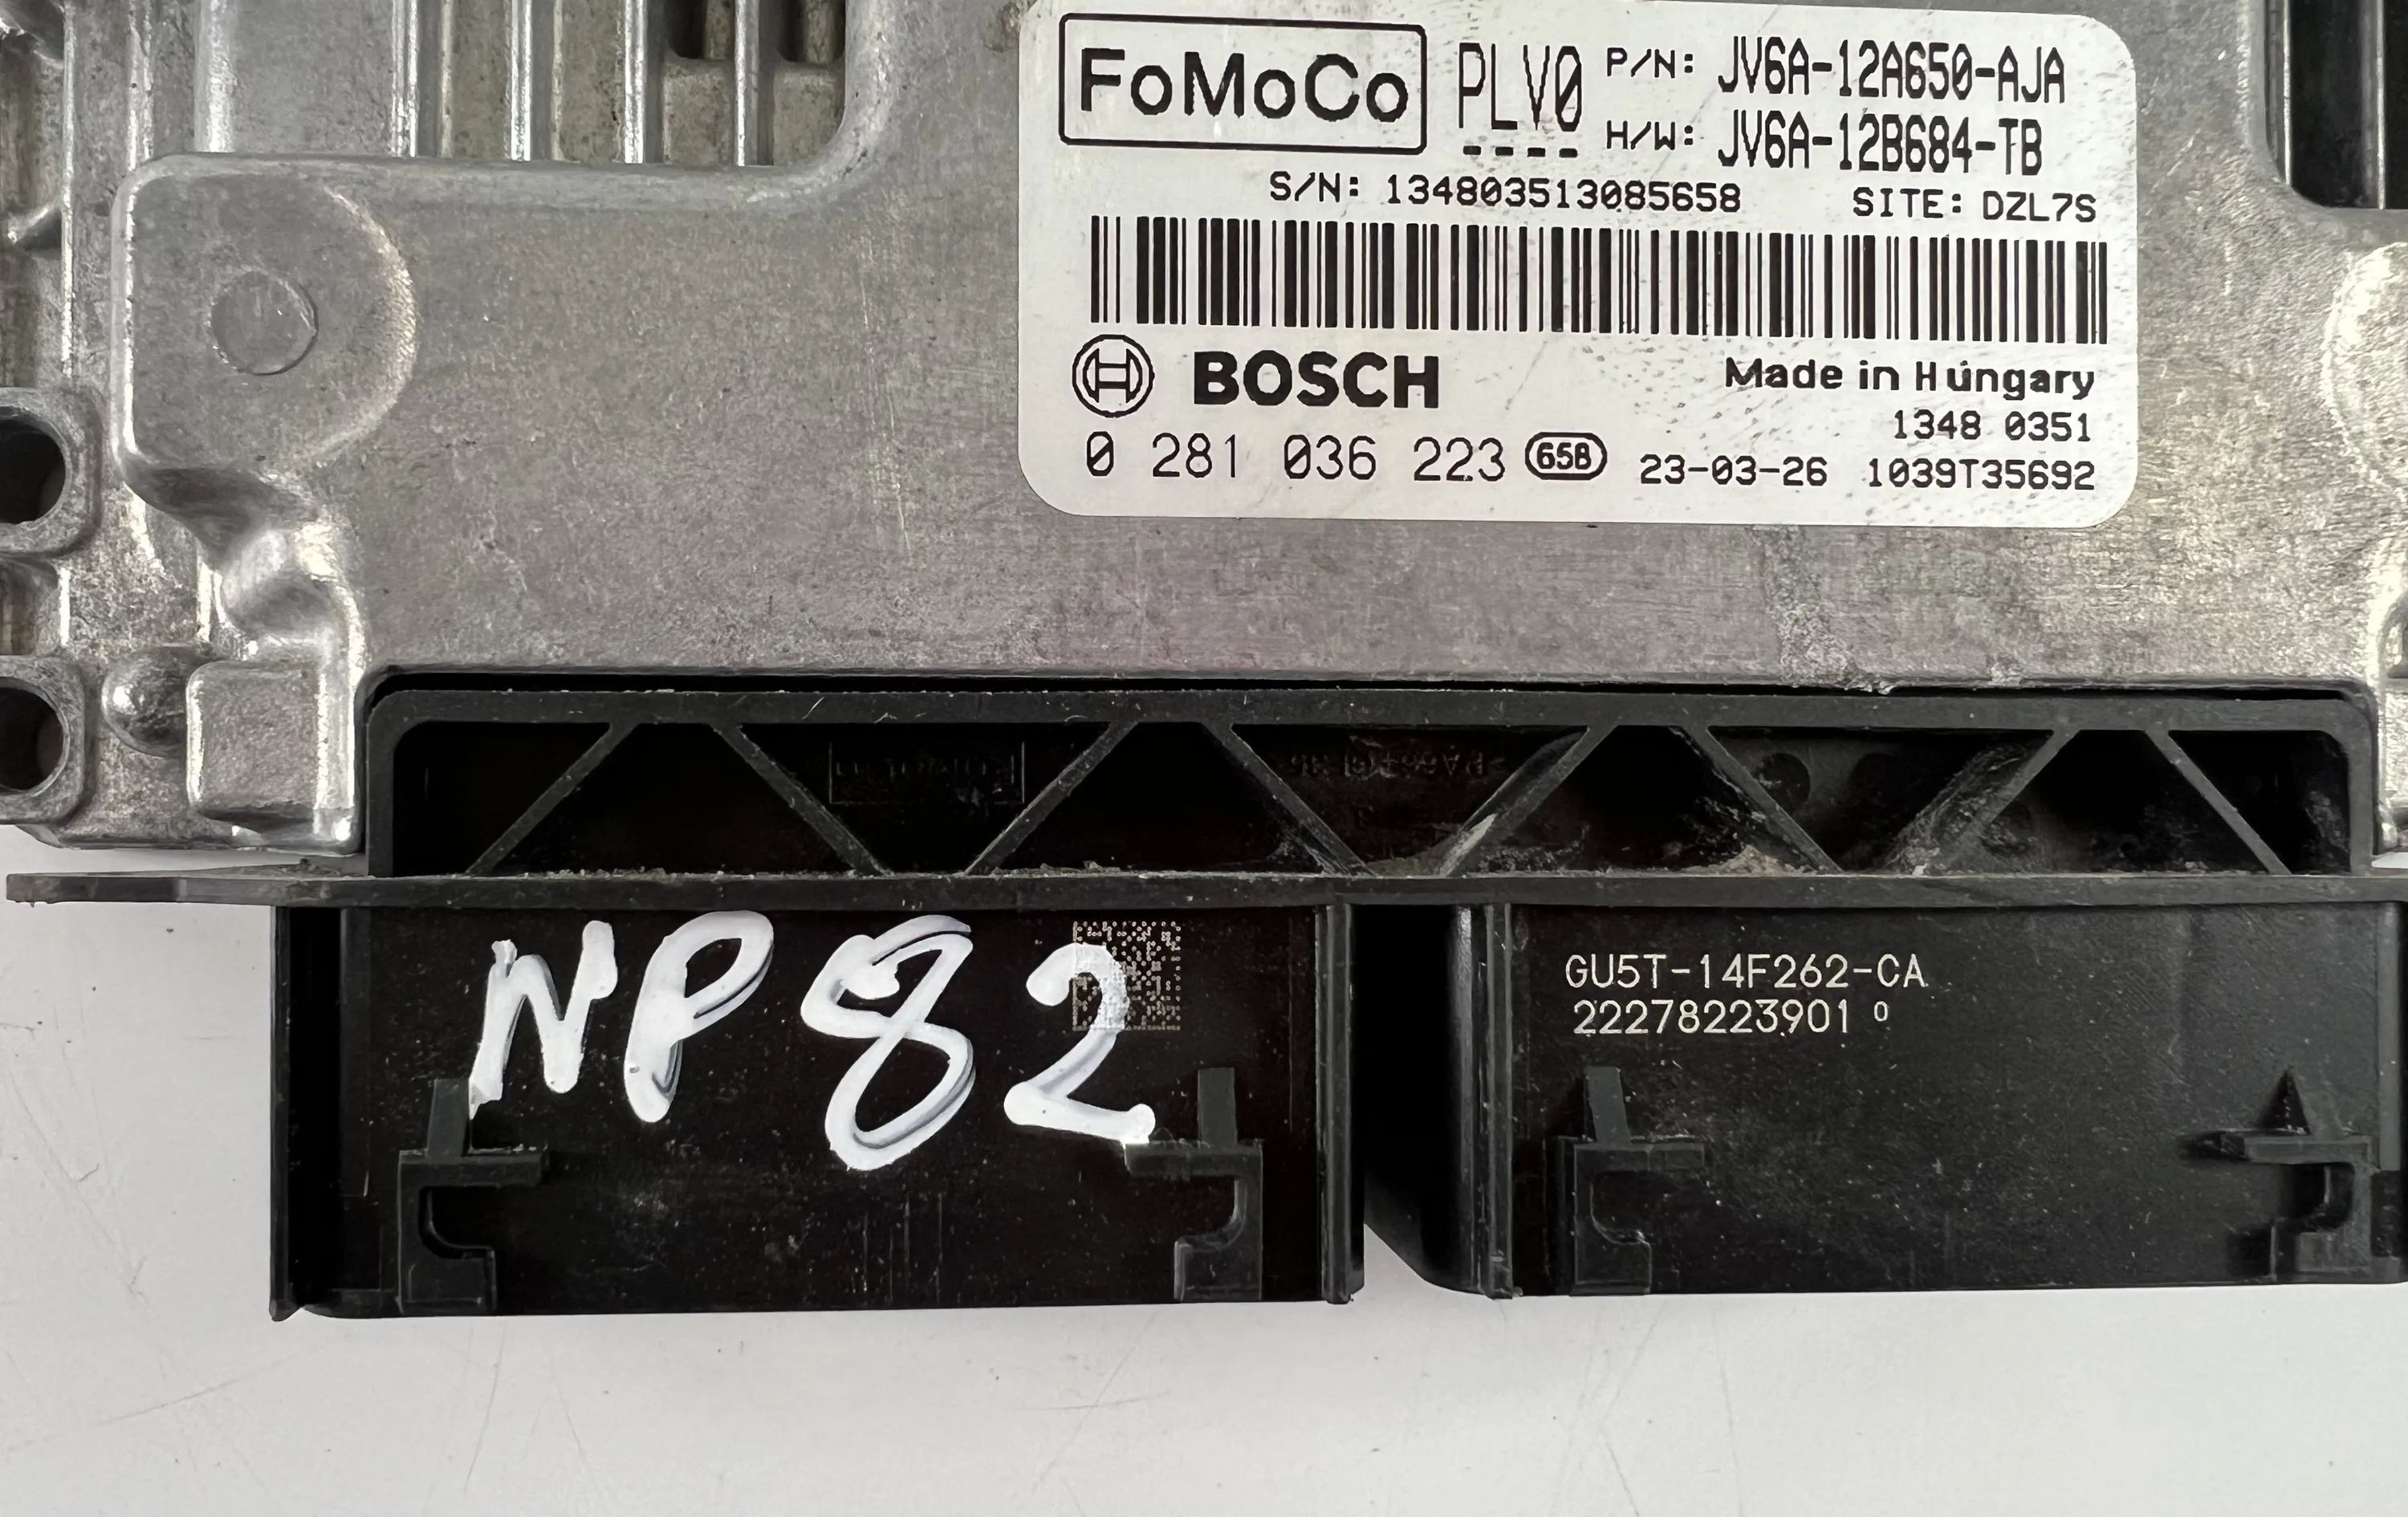 FoMoCo PLV0 P/N: JV6A-12A650-AJA
H/W: JV6A-12B684-TB
S/N: 134803513085658 SITE: DZL7S
BOSCH Made in Hungary
1348 0351
0 281 036 223 65B 23-03-26 1039T35692
NP82
GU5T-14F262-CA
22278223901 0